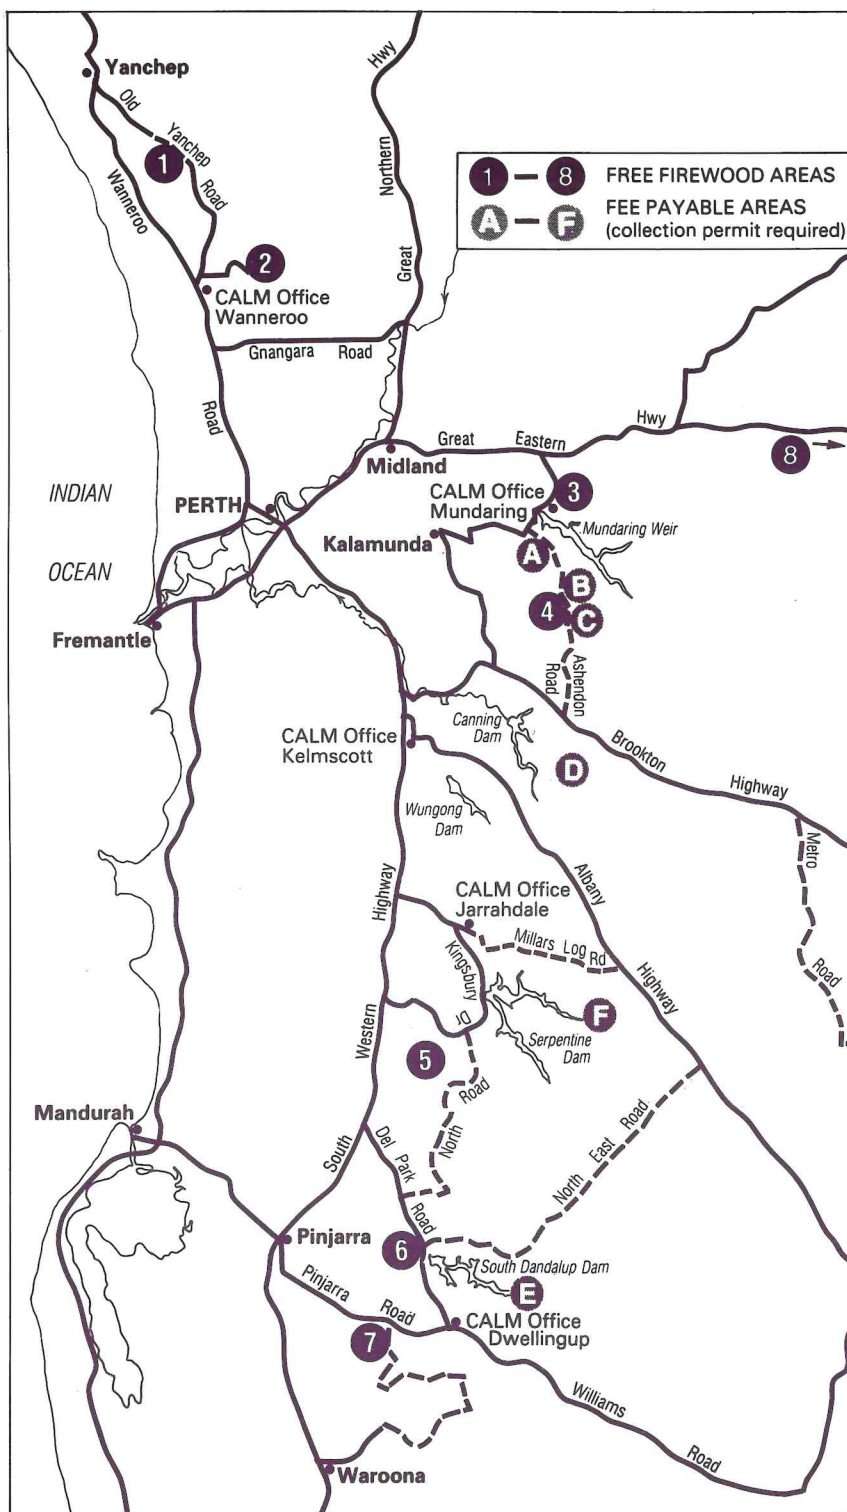 Yanchep
Old
Yanchep
Road
1
Wanneroo
Hwy
Northern
Great
1 – 8 FREE FIREWOOD AREAS
A – F FEE PAYABLE AREAS
(collection permit required)
2
CALM Office
Wanneroo
Gnangara Road
Road
Great Eastern Hwy
8
Midland
INDIAN
OCEAN
PERTH
CALM Office
Mundaring
3
Mundaring Weir
Kalamunda
A
B
4
C
Fremantle
Ashendon
Road
CALM Office
Kelmscott
Canning
Dam
D
Brookton
Highway
Wungong
Dam
Metro
Road
Highway
Albany
Highway
CALM Office
Jarrahdale
Millars Log Rd
Kingsbury
Dr
F
Serpentine
Dam
Western
5
North
Road
Mandurah
South
Del Park
Road
North East Road
Pinjarra
6
South Dandalup Dam
E
Pinjarra
Road
CALM Office
Dwellingup
7
Williams
Road
Waroona